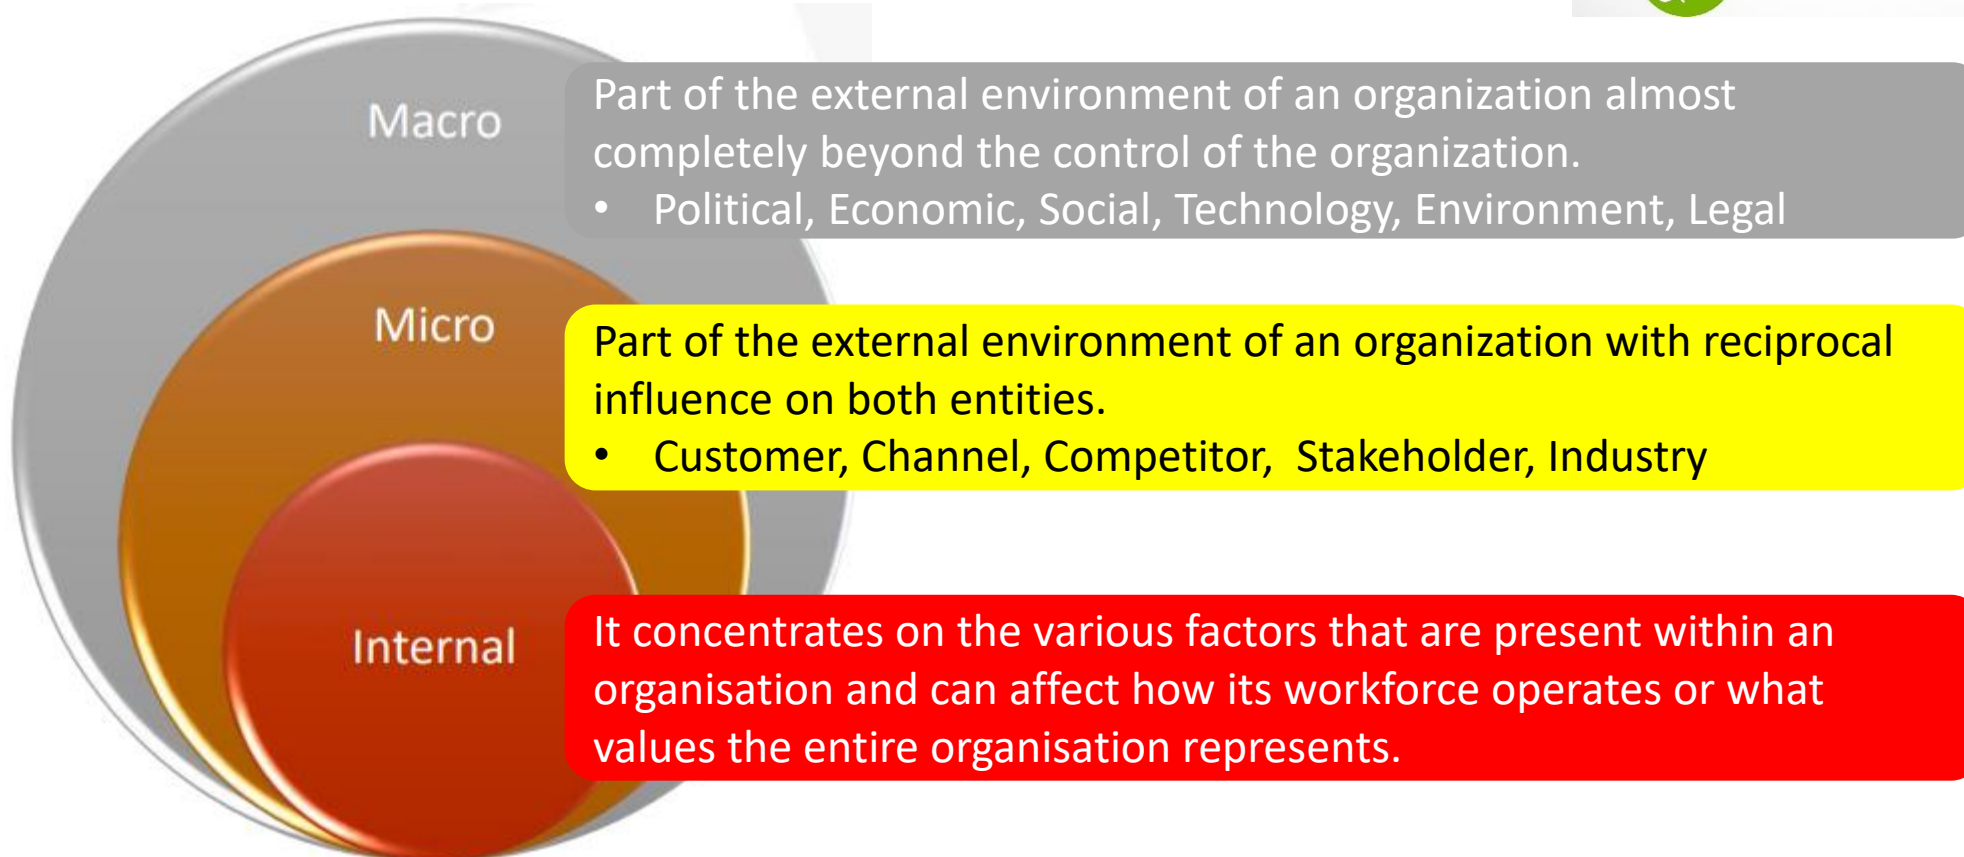 Macro
Part of the external environment of an organization almost
completely beyond the control of the organization.
• Political, Economic, Social, Technology, Environment, Legal
Micro
Part of the external environment of an organization with reciprocal
influence on both entities.
• Customer, Channel, Competitor,  Stakeholder, Industry
Internal
It concentrates on the various factors that are present within an
organisation and can affect how its workforce operates or what
values the entire organisation represents.